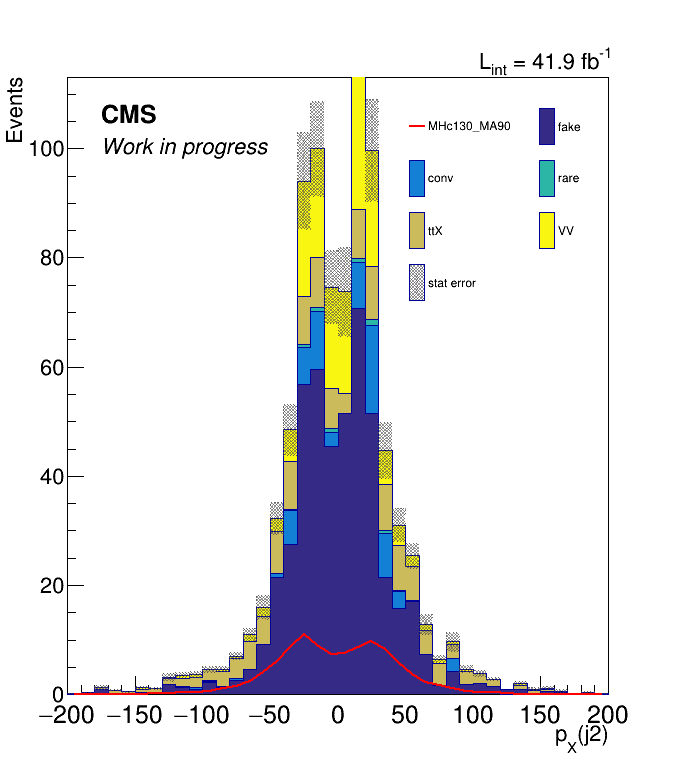 L_int = 41.9 fb^-1
Events
CMS
Work in progress
MHc130_MA90
fake
conv
rare
ttX
VV
stat error
100
80
60
40
20
0
−200 −150 −100 −50 0 50 100 150 200
p_X(j2)